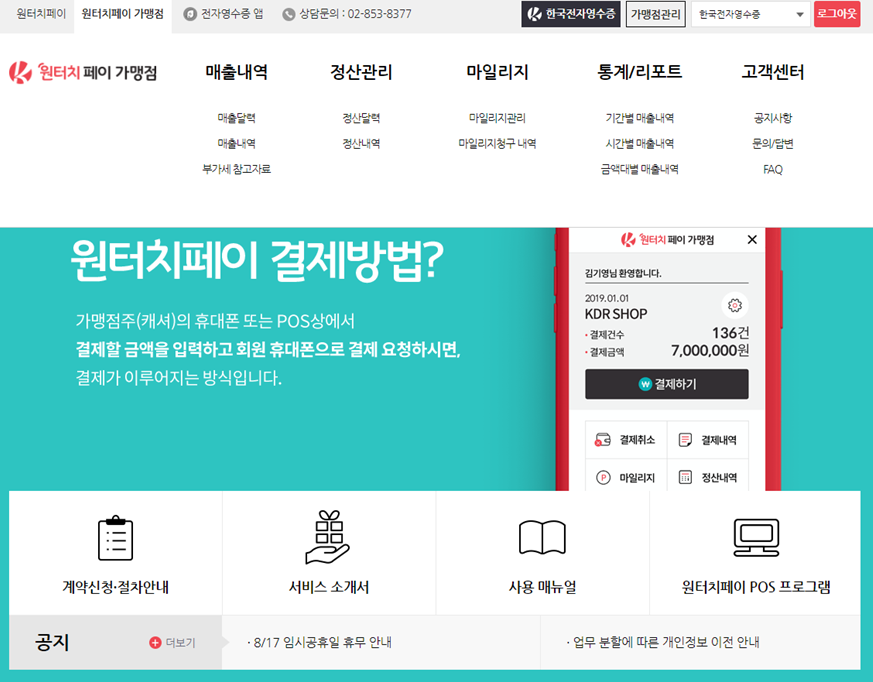 원터치페이 원터치페이 가맹점 전자영수증 앱 상담문의 : 02-853-8377 한국전자영수증 가맹점관리 한국전자영수증 로그아웃
원터치 페이 가맹점 매출내역 정산관리 마일리지 통계/리포트 고객센터
매출달력 정산달력 마일리지관리 기간별 매출내역 공지사항
매출내역 정산내역 마일리지청구 내역 시간별 매출내역 문의/답변
부가세 참고자료 금액대별 매출내역 FAQ
원터치페이 결제방법?
가맹점주(캐셔)의 휴대폰 또는 POS상에서
결제할 금액을 입력하고 회원 휴대폰으로 결제 요청하시면,
결제가 이루어지는 방식입니다.
원터치 페이 가맹점
김기영님 환영합니다.
2019.01.01
KDR SHOP
· 결제건수 136건
· 결제금액 7,000,000원
₩ 결제하기
결제취소 결제내역
P 마일리지 정산내역
계약신청·절차안내 서비스 소개서 사용 매뉴얼 원터치페이 POS 프로그램
공지 더보기 · 8/17 임시공휴일 휴무 안내 · 업무 분할에 따른 개인정보 이전 안내